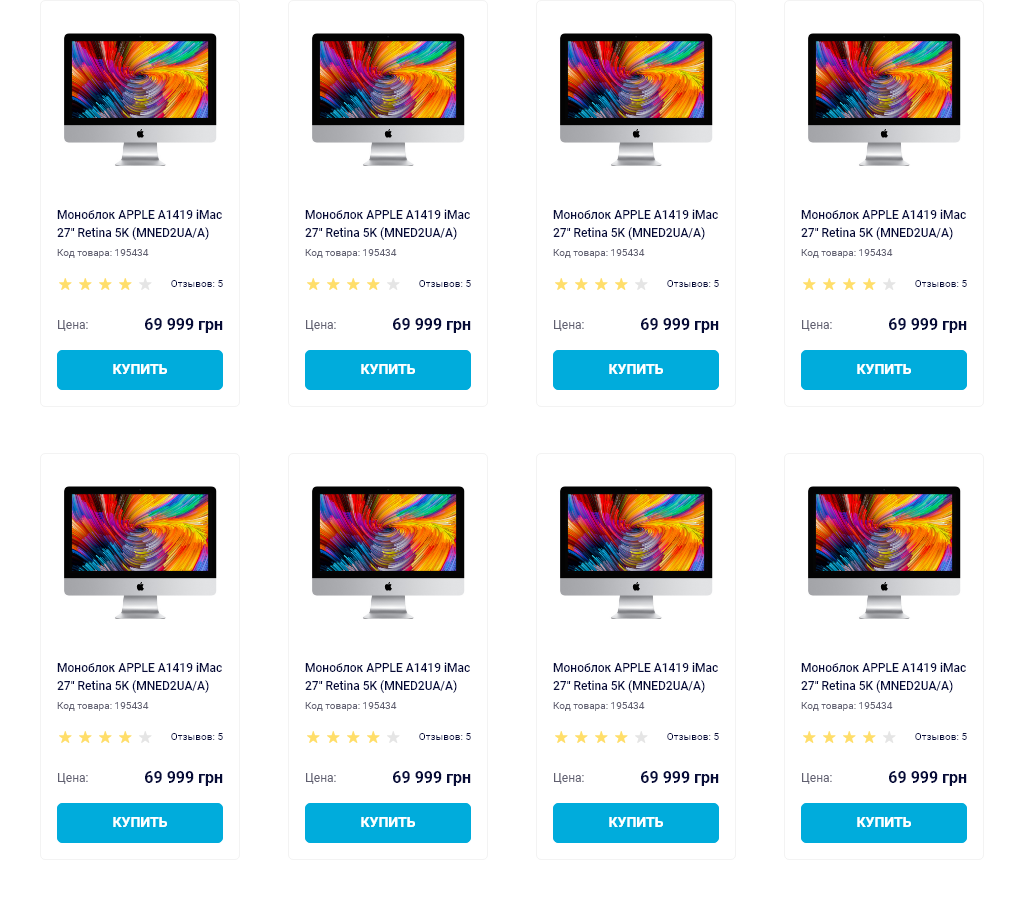 Моноблок APPLE A1419 iMac
27" Retina 5K (MNED2UA/A)
Код товара: 195434
Отзывов: 5
Цена: 69 999 грн
КУПИТЬ
Моноблок APPLE A1419 iMac
27" Retina 5K (MNED2UA/A)
Код товара: 195434
Отзывов: 5
Цена: 69 999 грн
КУПИТЬ
Моноблок APPLE A1419 iMac
27" Retina 5K (MNED2UA/A)
Код товара: 195434
Отзывов: 5
Цена: 69 999 грн
КУПИТЬ
Моноблок APPLE A1419 iMac
27" Retina 5K (MNED2UA/A)
Код товара: 195434
Отзывов: 5
Цена: 69 999 грн
КУПИТЬ
Моноблок APPLE A1419 iMac
27" Retina 5K (MNED2UA/A)
Код товара: 195434
Отзывов: 5
Цена: 69 999 грн
КУПИТЬ
Моноблок APPLE A1419 iMac
27" Retina 5K (MNED2UA/A)
Код товара: 195434
Отзывов: 5
Цена: 69 999 грн
КУПИТЬ
Моноблок APPLE A1419 iMac
27" Retina 5K (MNED2UA/A)
Код товара: 195434
Отзывов: 5
Цена: 69 999 грн
КУПИТЬ
Моноблок APPLE A1419 iMac
27" Retina 5K (MNED2UA/A)
Код товара: 195434
Отзывов: 5
Цена: 69 999 грн
КУПИТЬ